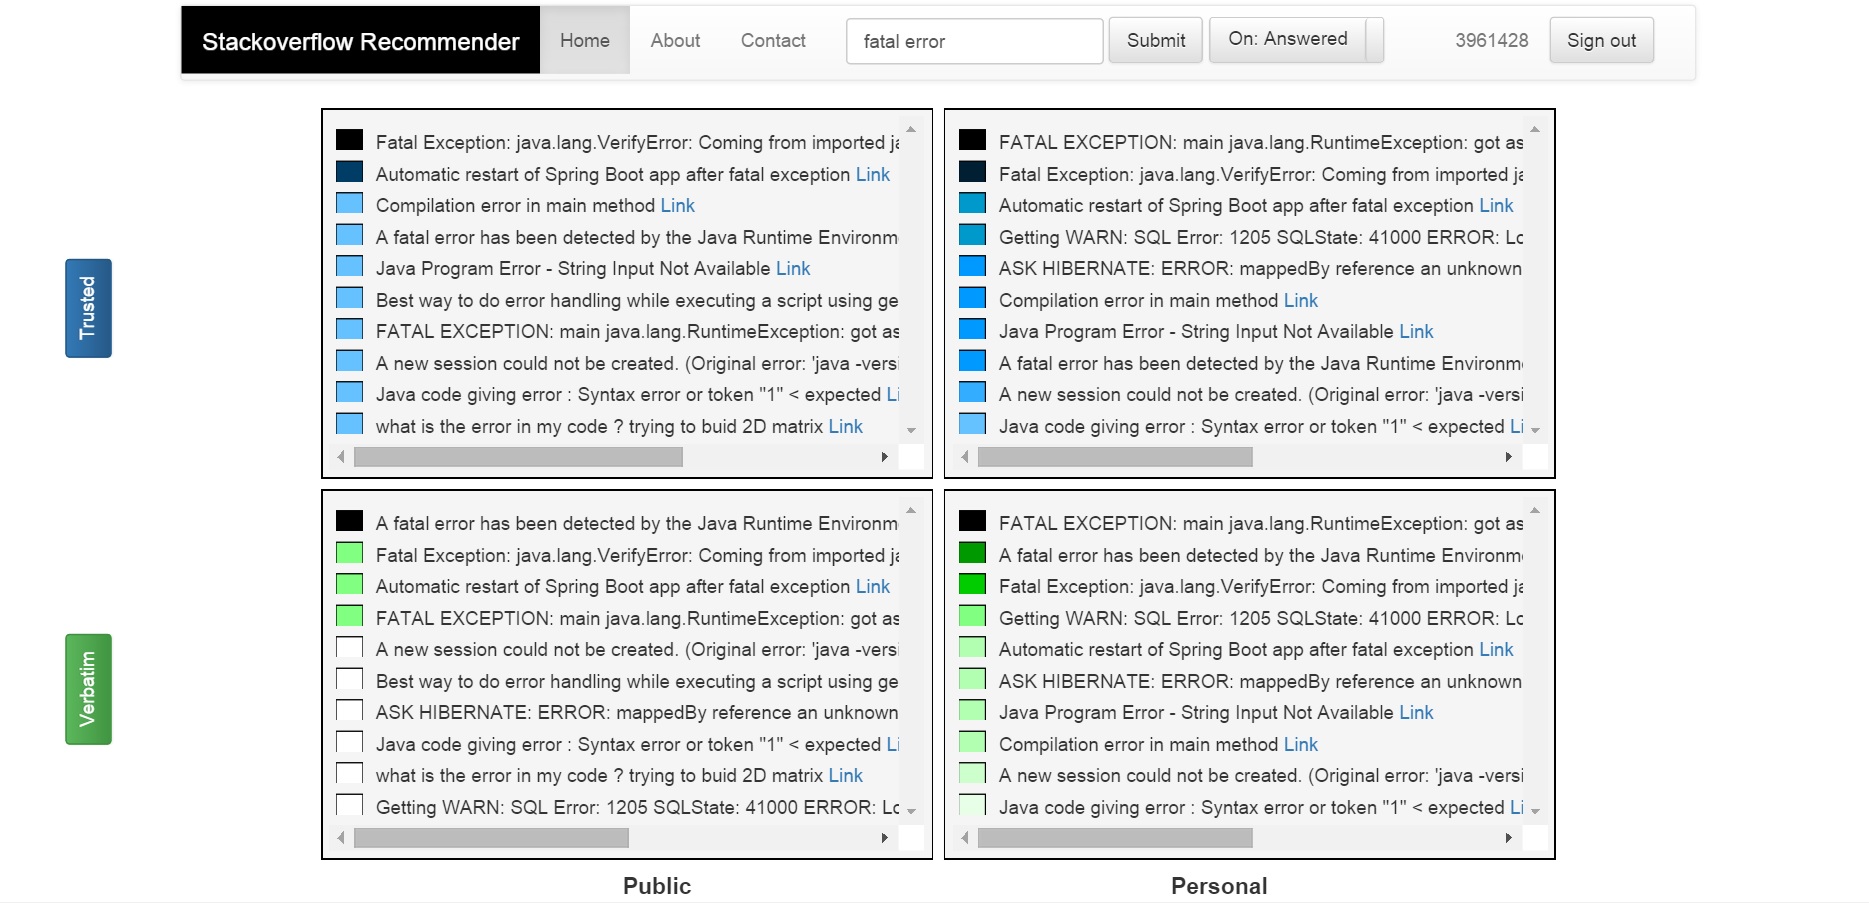 Stackoverflow Recommender Home About Contact fatal error Submit On: Answered 3961428 Sign out
Trusted
Fatal Exception: java.lang.VerifyError: Coming from imported ja
Automatic restart of Spring Boot app after fatal exception Link
Compilation error in main method Link
A fatal error has been detected by the Java Runtime Environm
Java Program Error - String Input Not Available Link
Best way to do error handling while executing a script using ge
FATAL EXCEPTION: main java.lang.RuntimeException: got as
A new session could not be created. (Original error: 'java -versi
Java code giving error : Syntax error or token "1" < expected Li
what is the error in my code ? trying to buid 2D matrix Link
FATAL EXCEPTION: main java.lang.RuntimeException: got as
Fatal Exception: java.lang.VerifyError: Coming from imported ja
Automatic restart of Spring Boot app after fatal exception Link
Getting WARN: SQL Error: 1205 SQLState: 41000 ERROR: Lo
ASK HIBERNATE: ERROR: mappedBy reference an unknown
Compilation error in main method Link
Java Program Error - String Input Not Available Link
A fatal error has been detected by the Java Runtime Environm
A new session could not be created. (Original error: 'java -versi
Java code giving error : Syntax error or token "1" < expected Li
Verbatim
A fatal error has been detected by the Java Runtime Environm
Fatal Exception: java.lang.VerifyError: Coming from imported ja
Automatic restart of Spring Boot app after fatal exception Link
FATAL EXCEPTION: main java.lang.RuntimeException: got as
A new session could not be created. (Original error: 'java -versi
Best way to do error handling while executing a script using ge
ASK HIBERNATE: ERROR: mappedBy reference an unknown
Java code giving error : Syntax error or token "1" < expected Li
what is the error in my code ? trying to buid 2D matrix Link
Getting WARN: SQL Error: 1205 SQLState: 41000 ERROR: Lo
FATAL EXCEPTION: main java.lang.RuntimeException: got as
A fatal error has been detected by the Java Runtime Environm
Fatal Exception: java.lang.VerifyError: Coming from imported ja
Getting WARN: SQL Error: 1205 SQLState: 41000 ERROR: Lo
Automatic restart of Spring Boot app after fatal exception Link
ASK HIBERNATE: ERROR: mappedBy reference an unknown
Java Program Error - String Input Not Available Link
Compilation error in main method Link
A new session could not be created. (Original error: 'java -versi
Java code giving error : Syntax error or token "1" < expected Li
Public
Personal